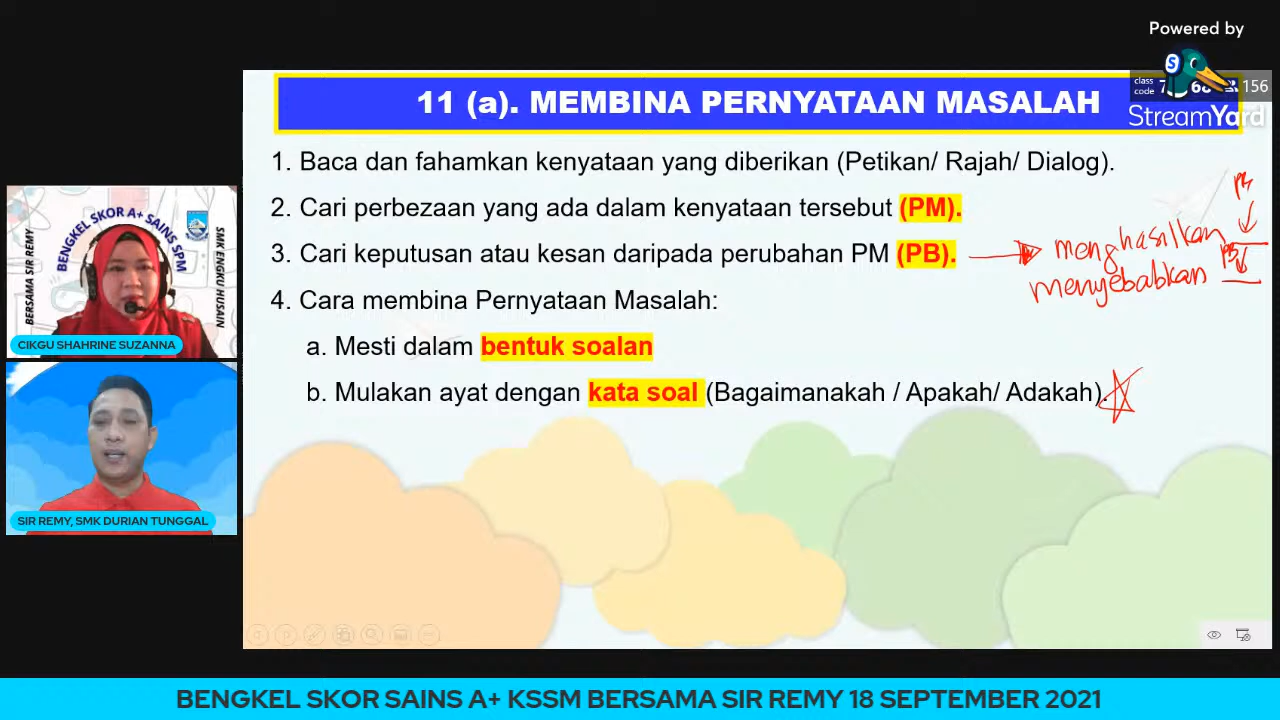 Powered by
StreamYard
class
code
156
11 (a). MEMBINA PERNYATAAN MASALAH
1. Baca dan fahamkan kenyataan yang diberikan (Petikan/ Rajah/ Dialog).
2. Cari perbezaan yang ada dalam kenyataan tersebut (PM).
3. Cari keputusan atau kesan daripada perubahan PM (PB).
menghasilkan
menyebabkan
PB
4. Cara membina Pernyataan Masalah:
a. Mesti dalam bentuk soalan
b. Mulakan ayat dengan kata soal (Bagaimanakah / Apakah/ Adakah).
BENGKEL SKOR A+ SAINS SPM
BERSAMA SIR REMY
SMK ENGKU HUSAIN
CIKGU SHAHRINE SUZANNA
SIR REMY, SMK DURIAN TUNGGAL
BENGKEL SKOR SAINS A+ KSSM BERSAMA SIR REMY 18 SEPTEMBER 2021